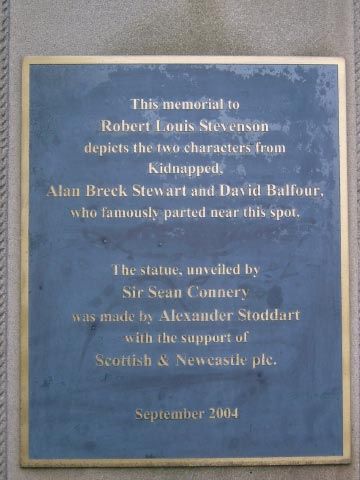 This memorial to
Robert Louis Stevenson
depicts the two characters from
Kidnapped,
Alan Breck Stewart and David Balfour,
who famously parted near this spot.
The statue, unveiled by
Sir Sean Connery
was made by Alexander Stoddart
with the support of
Scottish & Newcastle plc.
September 2004